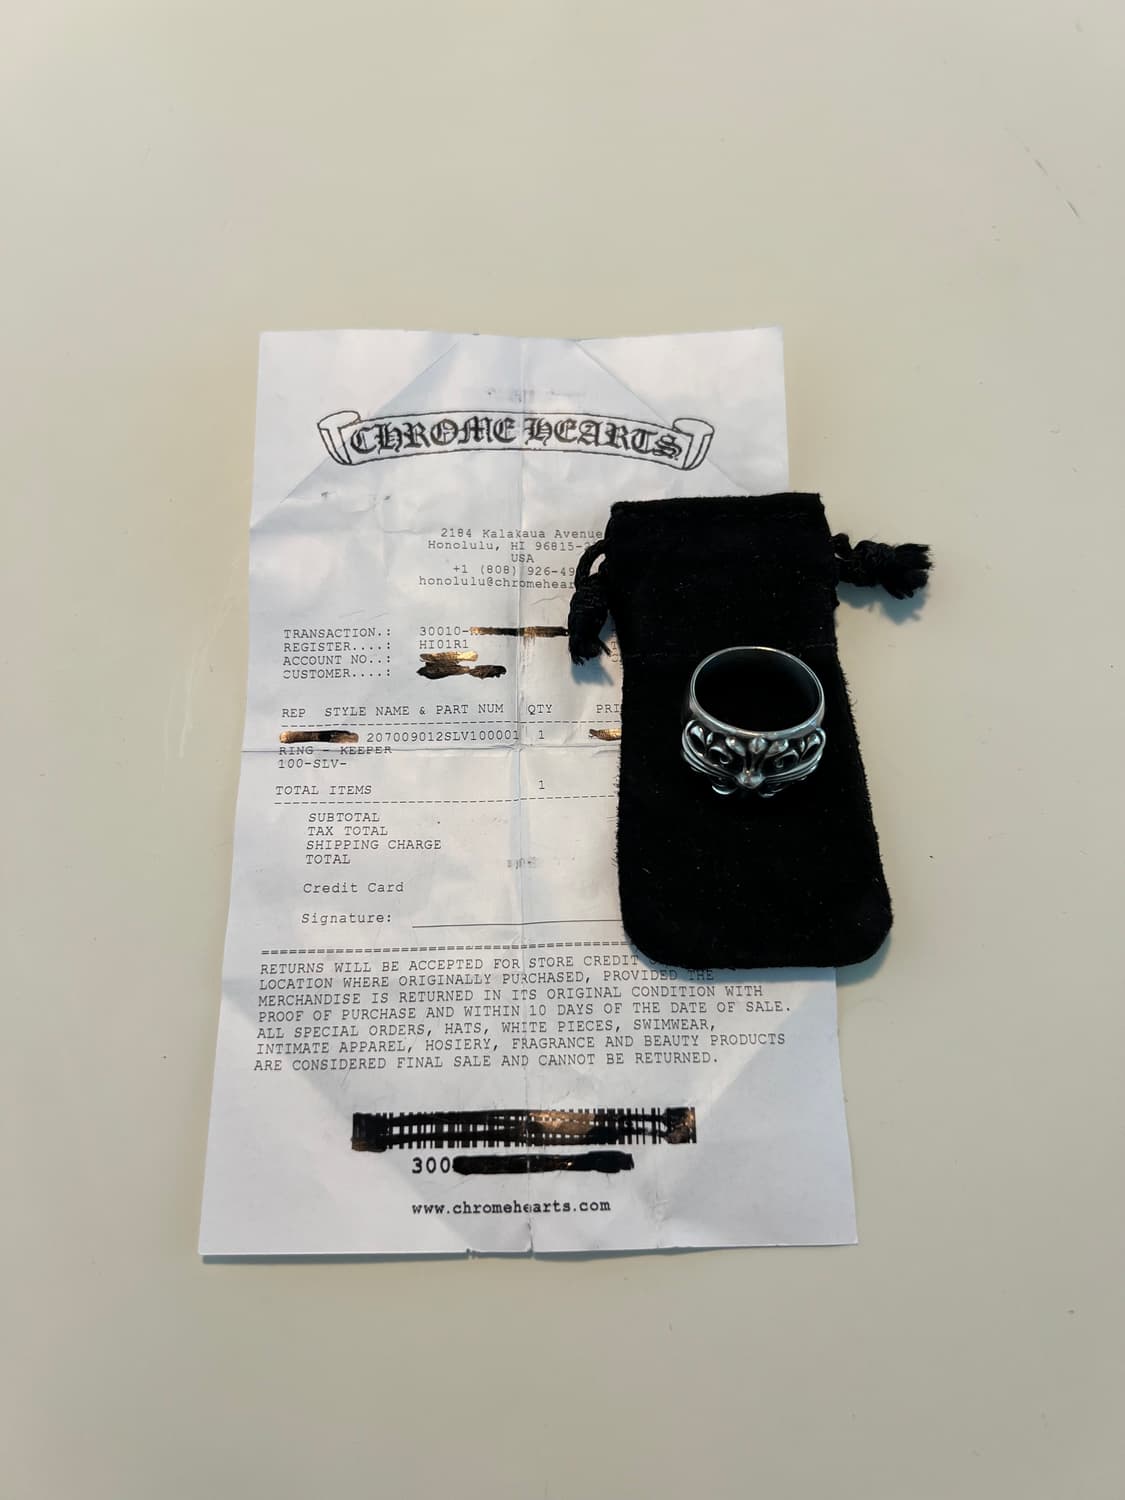 CHROME HEARTS
2184 Kalakaua Avenue
Honolulu, HI 96815-
USA
+1 (808) 926-49
honolulu@chromehear
TRANSACTION.: 30010-
REGISTER....: HI01R1
ACCOUNT NO..:
CUSTOMER....:
REP STYLE NAME & PART NUM QTY PRI
207009012SLV100001 1
RING - KEEPER
100-SLV-
TOTAL ITEMS 1
SUBTOTAL
TAX TOTAL
SHIPPING CHARGE
TOTAL
Credit Card
Signature:
RETURNS WILL BE ACCEPTED FOR STORE CREDIT
LOCATION WHERE ORIGINALLY PURCHASED, PROVIDED THE
MERCHANDISE IS RETURNED IN ITS ORIGINAL CONDITION WITH
PROOF OF PURCHASE AND WITHIN 10 DAYS OF THE DATE OF SALE.
ALL SPECIAL ORDERS, HATS, WHITE PIECES, SWIMWEAR,
INTIMATE APPAREL, HOSIERY, FRAGRANCE AND BEAUTY PRODUCTS
ARE CONSIDERED FINAL SALE AND CANNOT BE RETURNED.
300
www.chromehearts.com